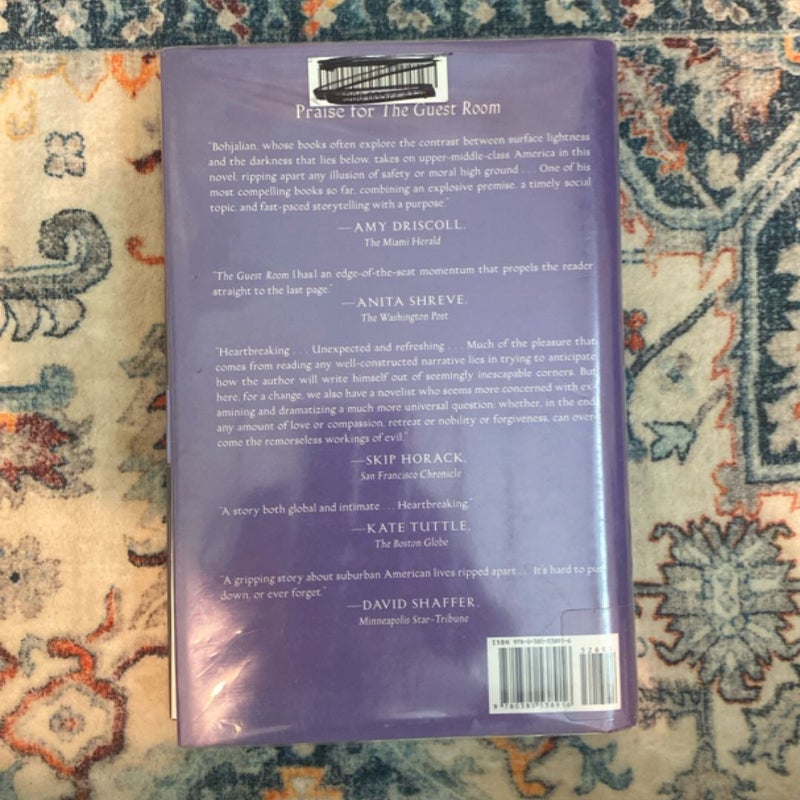 Praise for The Guest Room
"Bohjalian, whose books often explore the contrast between surface lightness
and the darkness that lies below, takes on upper-middle-class America in this
novel, ripping apart any illusion of safety or moral high ground . . . One of his
most compelling books so far, combining an explosive premise, a timely social
topic, and fast-paced storytelling with a purpose."
—AMY DRISCOLL,
The Miami Herald
"The Guest Room [has] an edge-of-the-seat momentum that propels the reader
straight to the last page."
—ANITA SHREVE,
The Washington Post
"Heartbreaking . . . Unexpected and refreshing . . . Much of the pleasure that
comes from reading any well-constructed narrative lies in trying to anticipate
how the author will write himself out of seemingly inescapable corners. But
here, for a change, we also have a novelist who seems more concerned with ex-
amining and dramatizing a much more universal question: whether, in the end,
any amount of love or compassion, retreat or nobility or forgiveness, can over-
come the remorseless workings of evil."
—SKIP HORACK,
San Francisco Chronicle
"A story both global and intimate . . . Heartbreaking."
—KATE TUTTLE,
The Boston Globe
"A gripping story about suburban American lives ripped apart . . . It's hard to put
down, or ever forget."
—DAVID SHAFFER,
Minneapolis Star-Tribune
ISBN 978-0-385-53891-6
5269
9 780385 538916